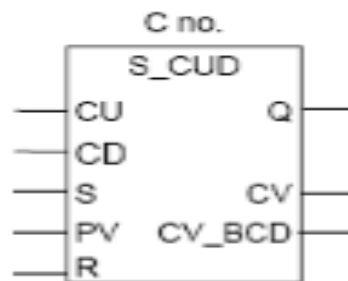 C no.
S_CUD
CU Q
CD
S CV
PV CV_BCD
R